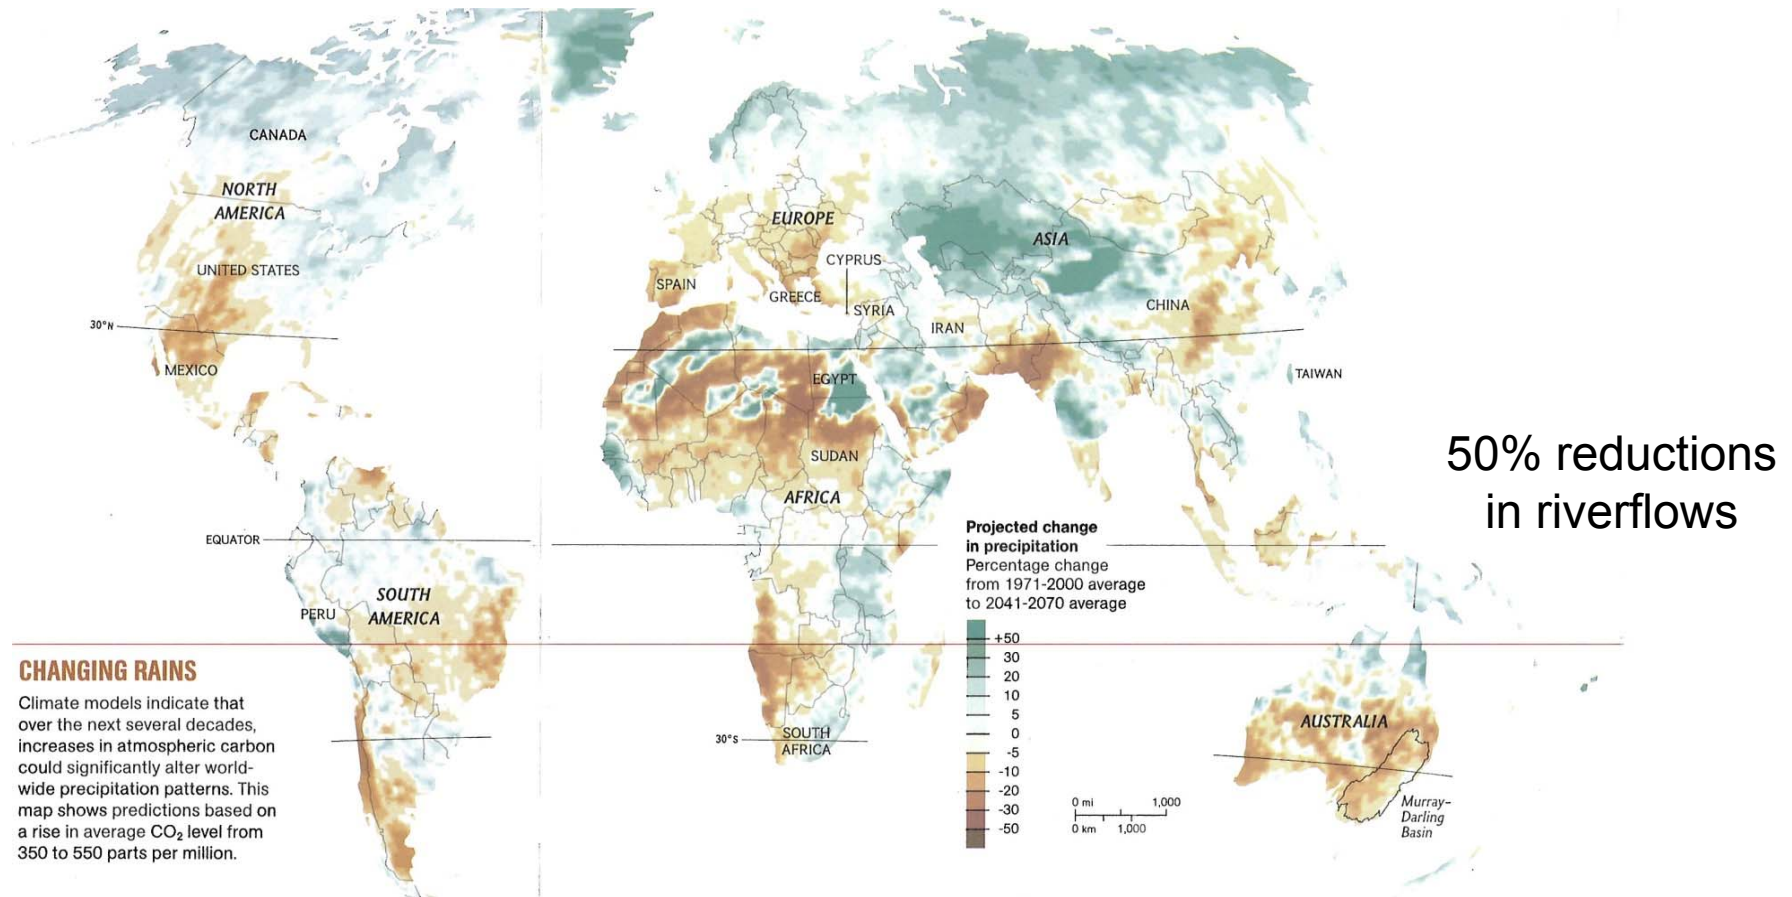 CANADA
NORTH
AMERICA
UNITED STATES
30°N
MEXICO
EQUATOR
SOUTH
AMERICA
PERU
EUROPE
CYPRUS
SPAIN
GREECE
SYRIA
IRAN
ASIA
CHINA
TAIWAN
EGYPT
SUDAN
AFRICA
30°S
SOUTH
AFRICA
AUSTRALIA
Murray-
Darling
Basin
50% reductions
in riverflows
Projected change
in precipitation
Percentage change
from 1971-2000 average
to 2041-2070 average
+50
30
20
10
5
0
-5
-10
-20
-30
-50
0 mi 1,000
0 km 1,000
CHANGING RAINS
Climate models indicate that
over the next several decades,
increases in atmospheric carbon
could significantly alter world-
wide precipitation patterns. This
map shows predictions based on
a rise in average CO₂ level from
350 to 550 parts per million.